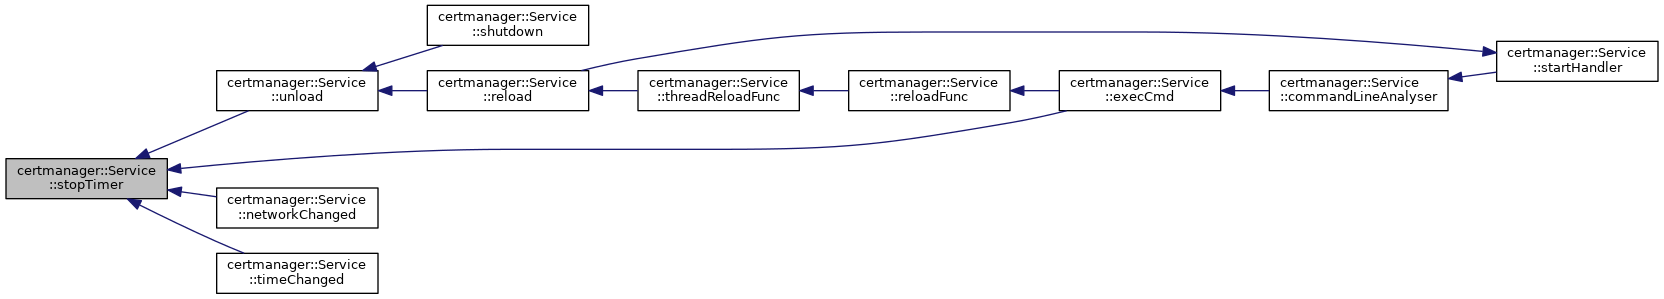 certmanager::Service
::shutdown
certmanager::Service
::startHandler
certmanager::Service
::unload
certmanager::Service
::reload
certmanager::Service
::threadReloadFunc
certmanager::Service
::reloadFunc
certmanager::Service
::execCmd
certmanager::Service
::commandLineAnalyser
certmanager::Service
::stopTimer
certmanager::Service
::networkChanged
certmanager::Service
::timeChanged